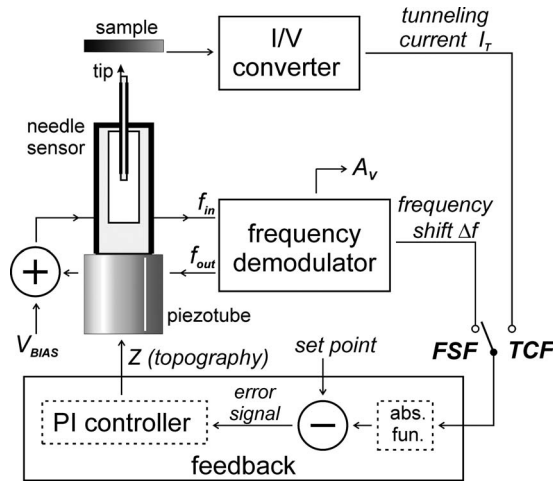 sample
I/V
converter
tunneling
current I_T
tip
needle
sensor
A_V
f_in
frequency
demodulator
frequency
shift Δf
f_out
+
V_BIAS
piezotube
Z (topography)
set point
FSF
TCF
PI controller
error
signal
−
abs.
fun.
feedback